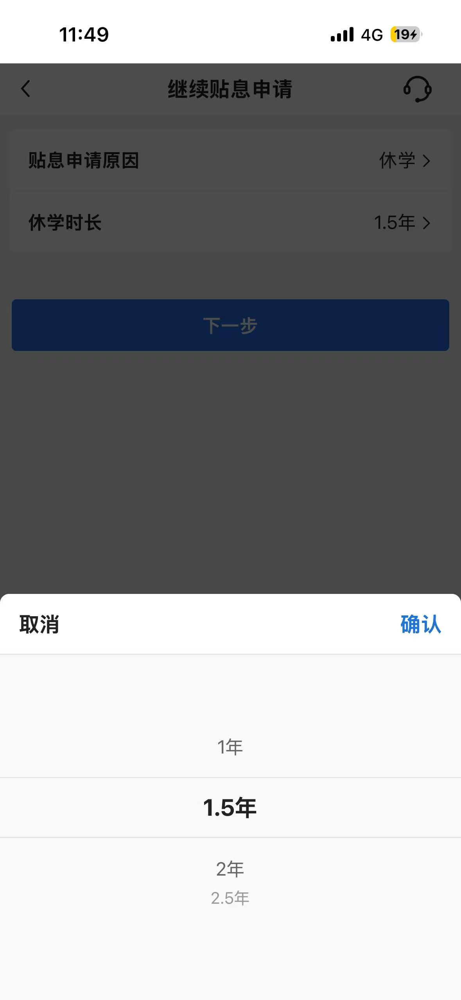 11:49 4G 19
继续贴息申请
贴息申请原因 休学
休学时长 1.5年
下一步
取消 确认
1年
1.5年
2年
2.5年